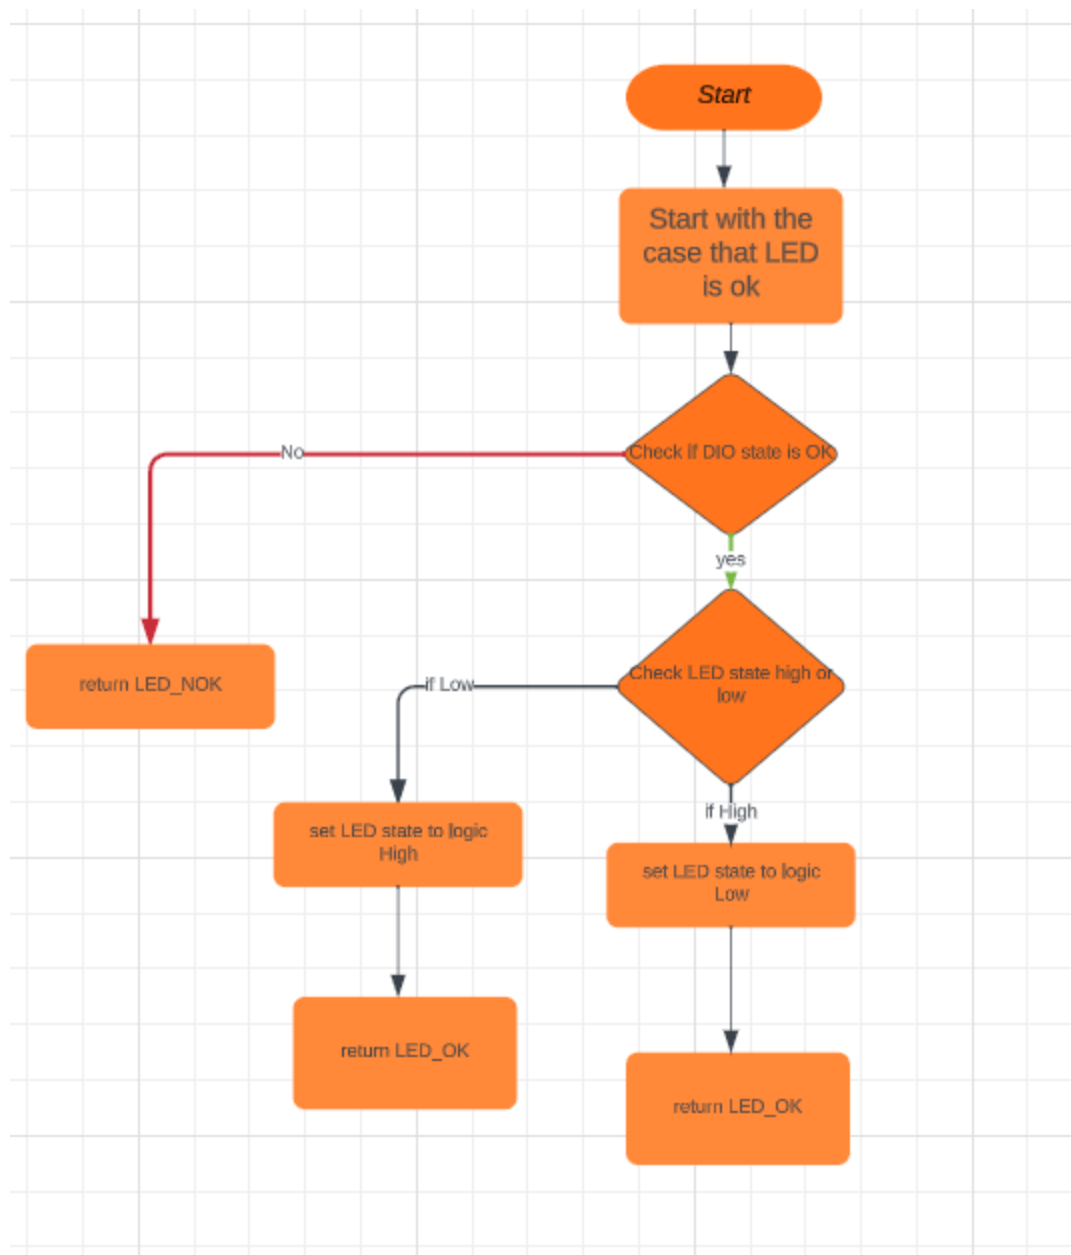 Start
Start with the
case that LED
is ok
Check if DIO state is OK
No
yes
return LED_NOK
Check LED state high or
low
if Low
if High
set LED state to logic
High
set LED state to logic
Low
return LED_OK
return LED_OK